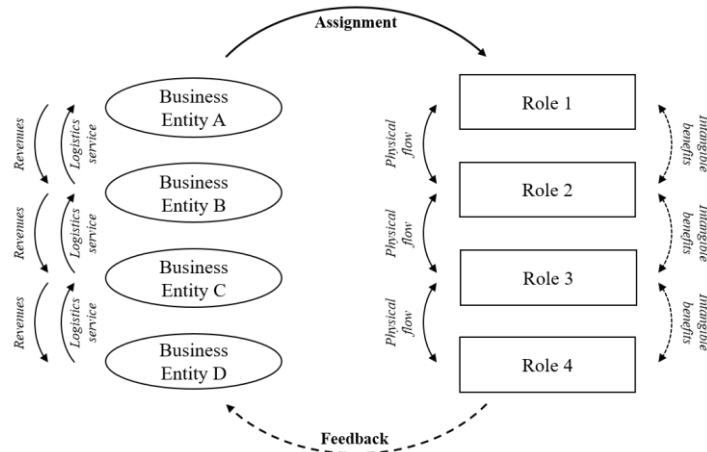 Assignment
Business
Entity A
Role 1
Revenues
Logistics
service
Physical
flow
Intangible
benefits
Business
Entity B
Role 2
Revenues
Logistics
service
Physical
flow
Intangible
benefits
Business
Entity C
Role 3
Revenues
Logistics
service
Physical
flow
Intangible
benefits
Business
Entity D
Role 4
Feedback